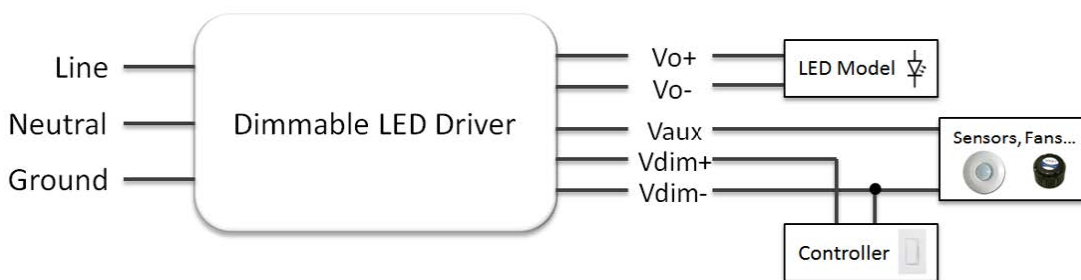 Line
Neutral
Ground
Dimmable LED Driver
Vo+
Vo-
Vaux
Vdim+
Vdim-
LED Model
Sensors, Fans...
Controller